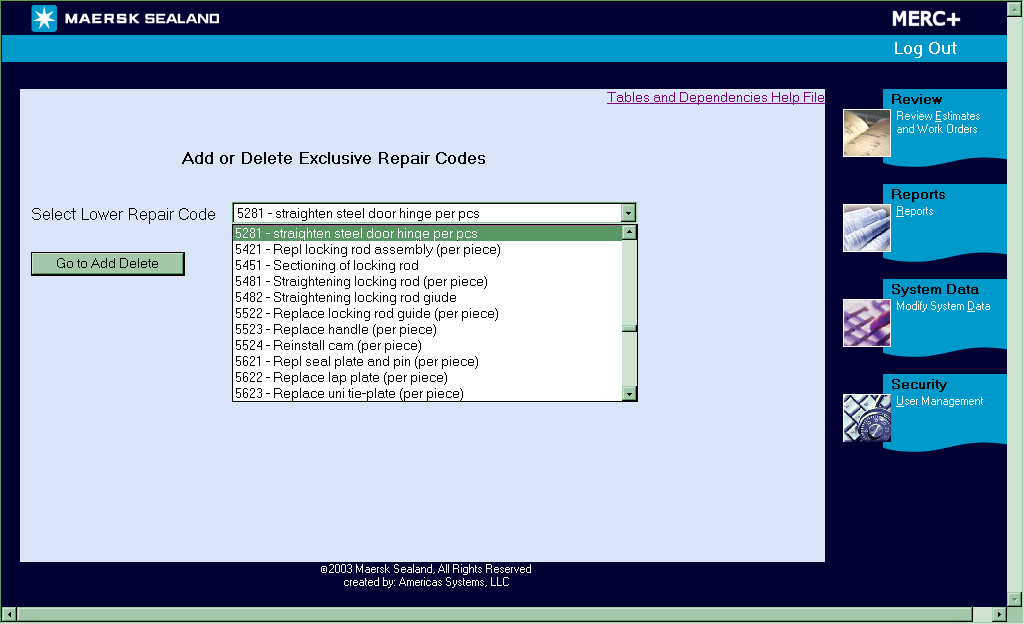 MAERSK SEALAND
MERC+
Log Out
Tables and Dependencies Help File
Add or Delete Exclusive Repair Codes
Select Lower Repair Code
5281 - straighten steel door hinge per pcs
5281 - straighten steel door hinge per pcs
5421 - Repl locking rod assembly (per piece)
5451 - Sectioning of locking rod
5481 - Straightening locking rod (per piece)
5482 - Straightening locking rod giude
5522 - Replace locking rod guide (per piece)
5523 - Replace handle (per piece)
5524 - Reinstall cam (per piece)
5621 - Repl seal plate and pin (per piece)
5622 - Replace lap plate (per piece)
5623 - Replace uni tie-plate (per piece)
Go to Add Delete
Review
Review Estimates
and Work Orders
Reports
Reports
System Data
Modify System Data
Security
User Management
©2003 Maersk Sealand, All Rights Reserved
created by: Americas Systems, LLC